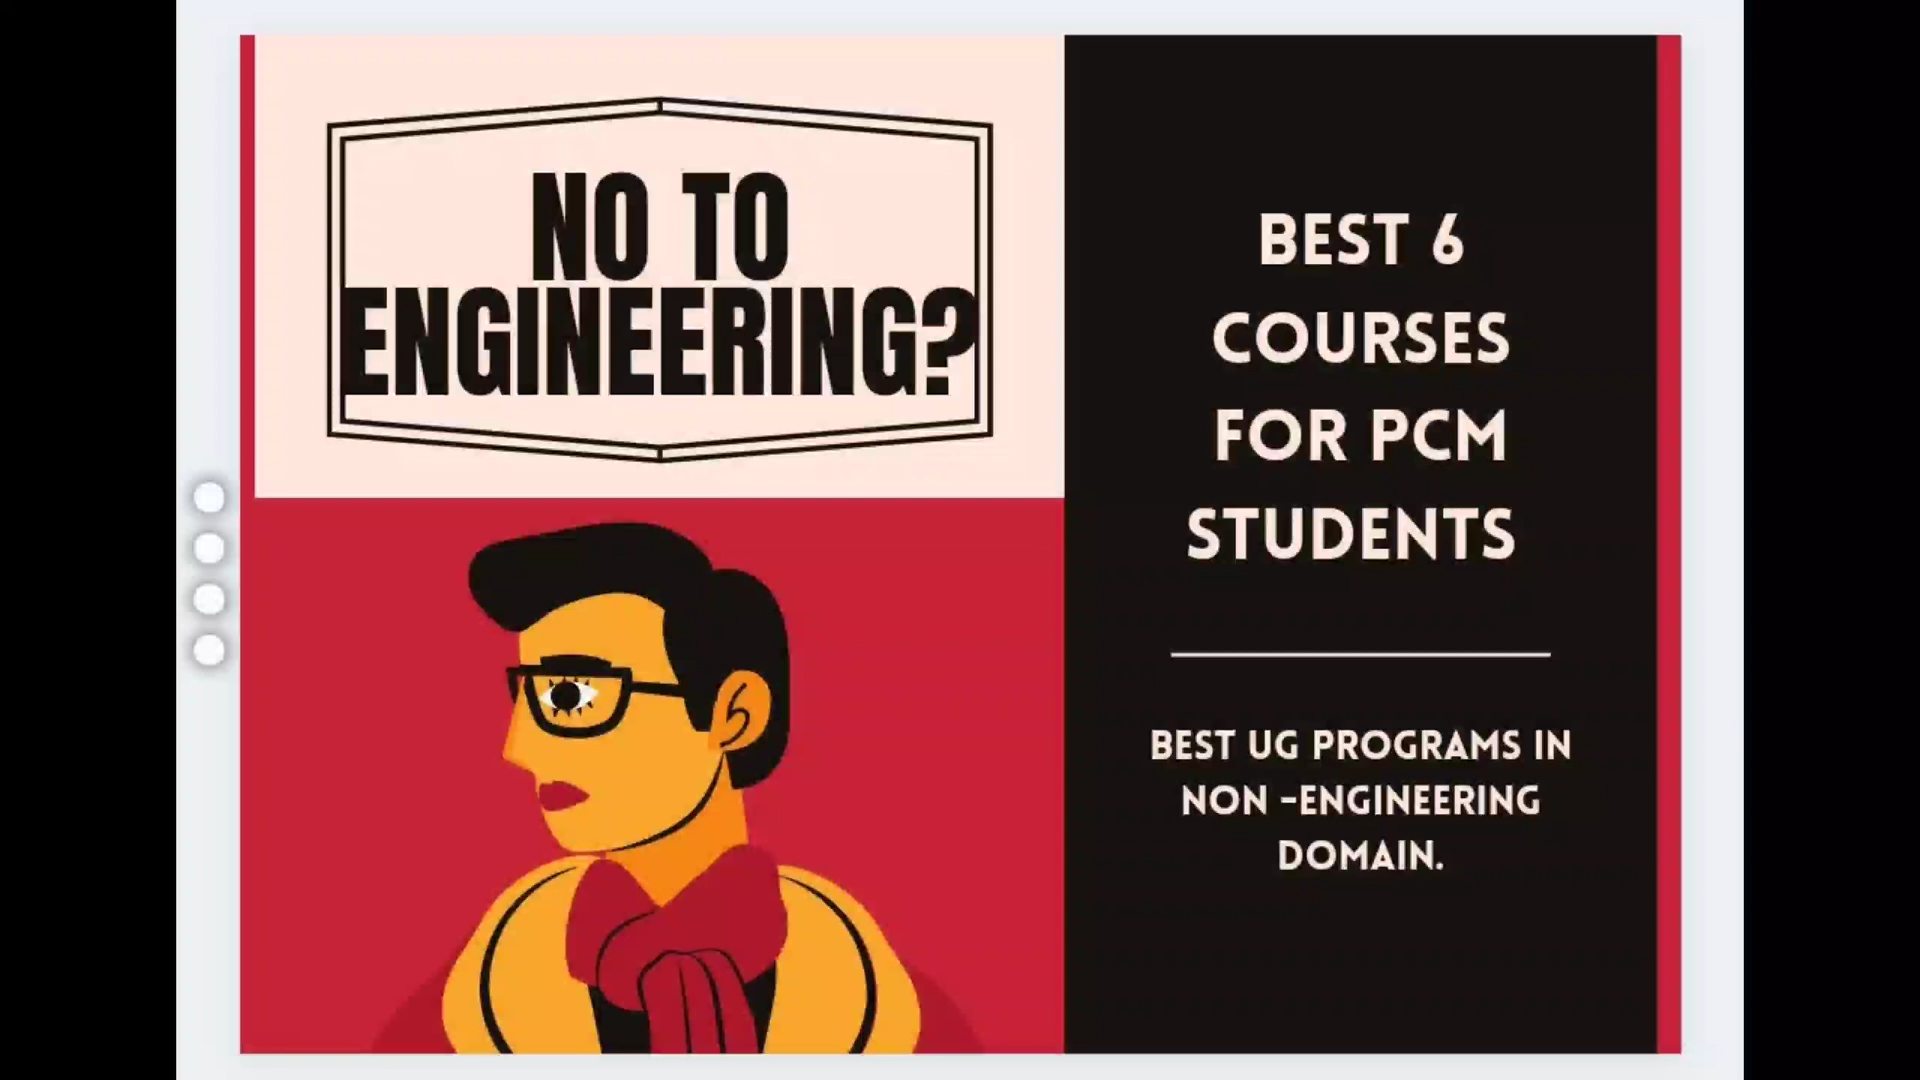 NO TO
ENGINEERING?
BEST 6
COURSES
FOR PCM
STUDENTS
BEST UG PROGRAMS IN
NON -ENGINEERING
DOMAIN.